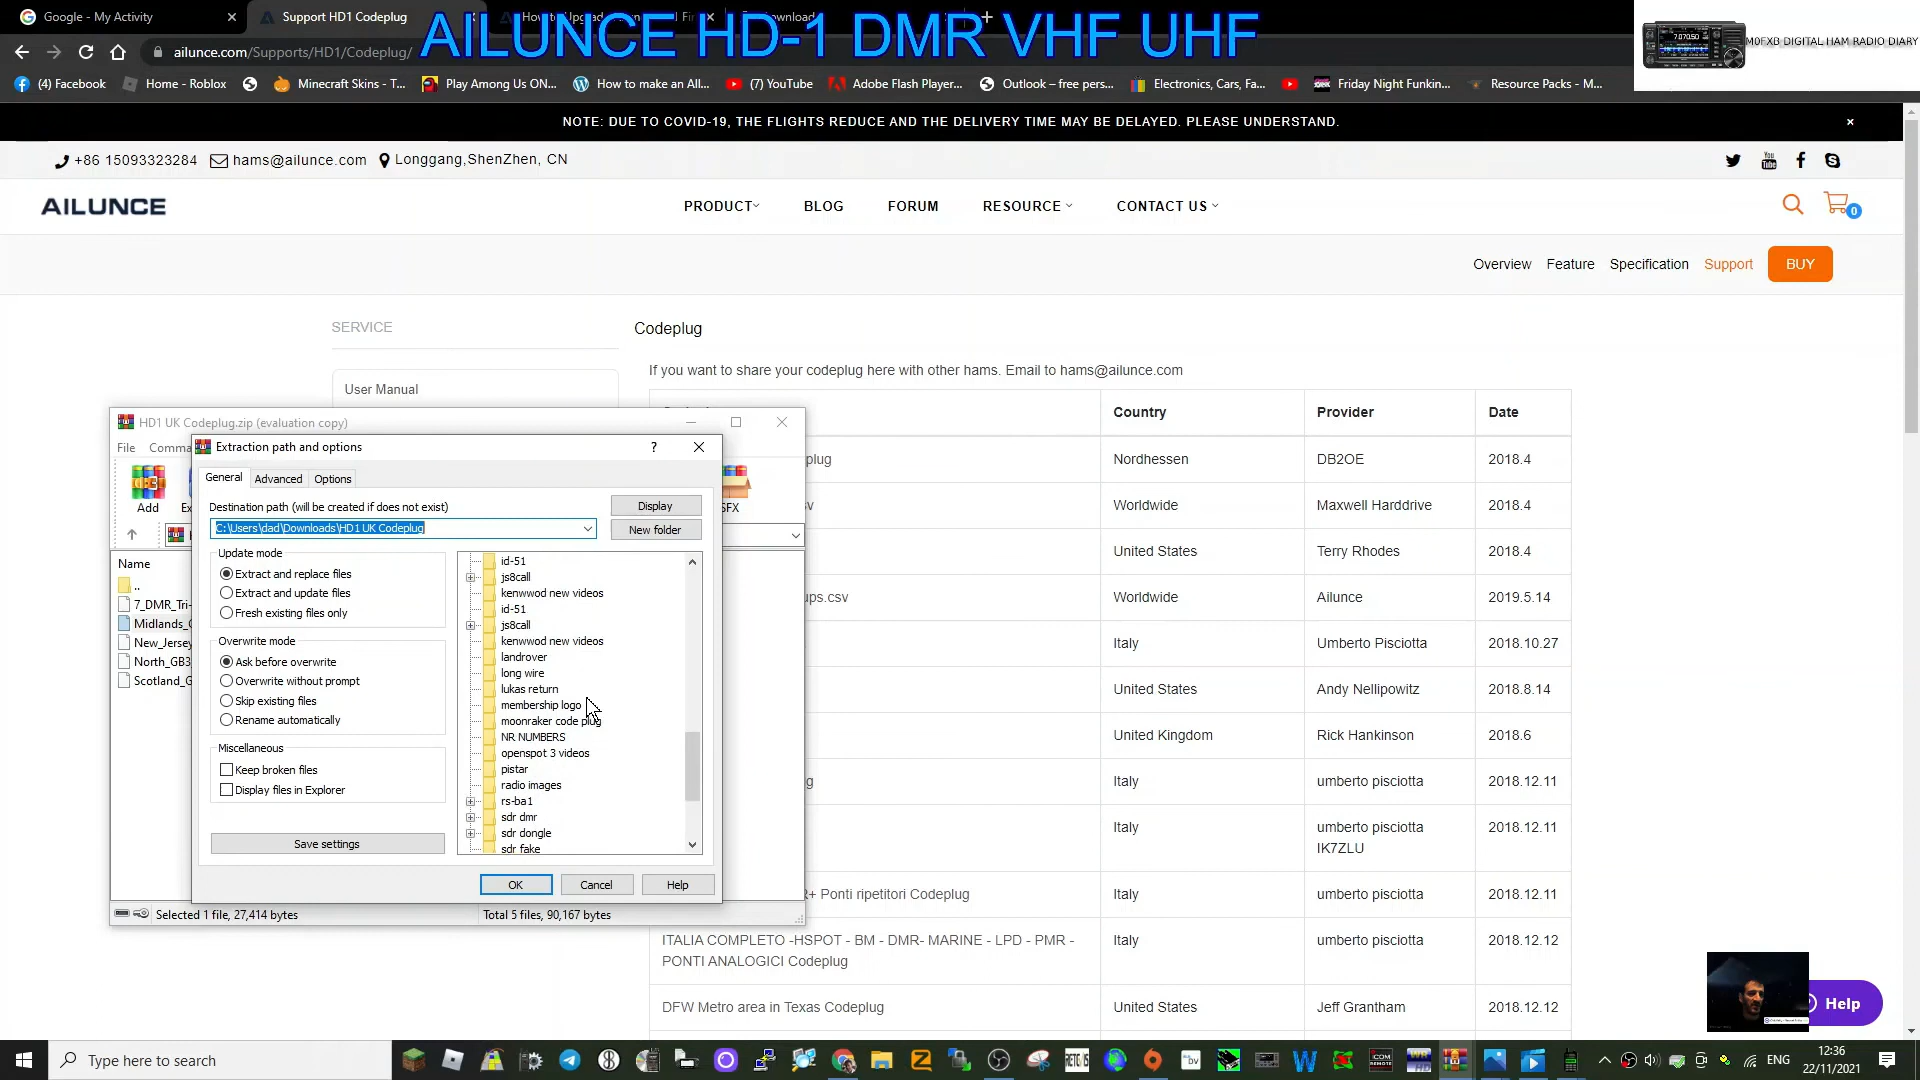 Google - My Activity
Support HD1 Codeplug
AILUNCE HD-1 DMR VHF UHF
M0FXB DIGITAL HAM RADIO DIARY
ailunce.com/Supports/HD1/Codeplug/
(4) Facebook
Home - Roblox
Minecraft Skins - T...
Play Among Us ON...
How to make an All...
(7) YouTube
Adobe Flash Player...
Outlook – free pers...
Electronics, Cars, Fa...
Friday Night Funkin...
Resource Packs - M...
NOTE: DUE TO COVID-19, THE FLIGHTS REDUCE AND THE DELIVERY TIME MAY BE DELAYED. PLEASE UNDERSTAND.
+86 15093323284
hams@ailunce.com
Longgang,ShenZhen, CN
AILUNCE
PRODUCT
BLOG
FORUM
RESOURCE
CONTACT US
0
Overview
Feature
Specification
Support
BUY
SERVICE
User Manual
Codeplug
If you want to share your codeplug here with other hams. Email to hams@ailunce.com
Country
Provider
Date
plug
Nordhessen
DB2OE
2018.4
Worldwide
Maxwell Harddrive
2018.4
United States
Terry Rhodes
2018.4
ups.csv
Worldwide
Ailunce
2019.5.14
Italy
Umberto Pisciotta
2018.10.27
United States
Andy Nellipowitz
2018.8.14
United Kingdom
Rick Hankinson
2018.6
Italy
umberto pisciotta
2018.12.11
Italy
umberto pisciotta
IK7ZLU
2018.12.11
R+ Ponti ripetitori Codeplug
Italy
umberto pisciotta
2018.12.11
ITALIA COMPLETO -HSPOT - BM - DMR- MARINE - LPD - PMR -
PONTI ANALOGICI Codeplug
Italy
umberto pisciotta
2018.12.12
DFW Metro area in Texas Codeplug
United States
Jeff Grantham
2018.12.12
HD1 UK Codeplug.zip (evaluation copy)
File
Comma
Add
Ex
SFX
Name
..
7_DMR_Tri-
Midlands_
New_Jersey
North_GB3
Scotland_G
Selected 1 file, 27,414 bytes
Total 5 files, 90,167 bytes
Extraction path and options
?
General
Advanced
Options
Destination path (will be created if does not exist)
C:\Users\dad\Downloads\HD1 UK Codeplug
Display
New folder
Update mode
Extract and replace files
Extract and update files
Fresh existing files only
Overwrite mode
Ask before overwrite
Overwrite without prompt
Skip existing files
Rename automatically
Miscellaneous
Keep broken files
Display files in Explorer
Save settings
id-51
js8call
kenwwod new videos
id-51
js8call
kenwwod new videos
landrover
long wire
lukas return
membership logo
moonraker code plug
NR NUMBERS
openspot 3 videos
pistar
radio images
rs-ba1
sdr dmr
sdr dongle
sdr fake
OK
Cancel
Help
Help
Type here to search
ENG
12:36
22/11/2021